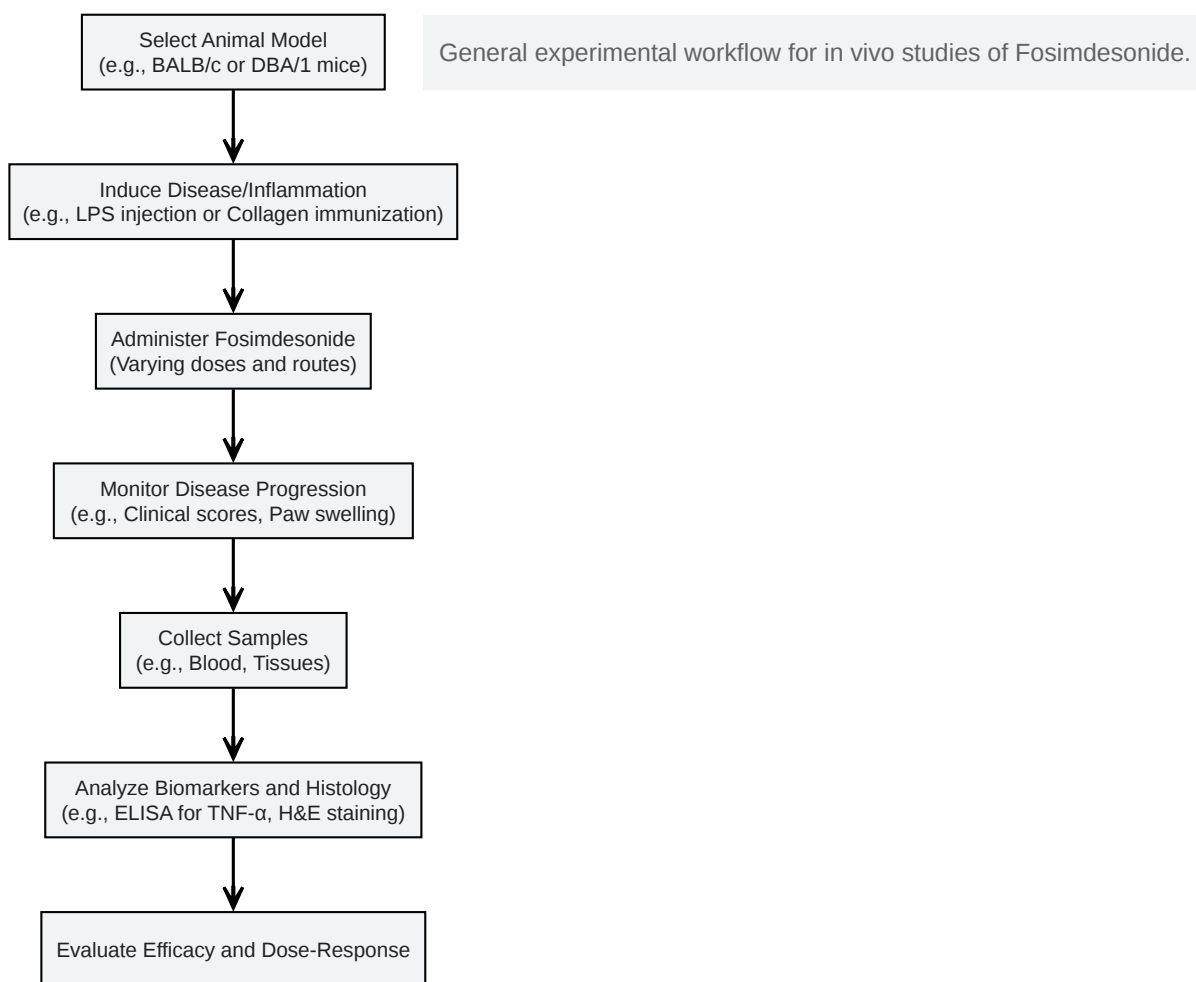 Select Animal Model
(e.g., BALB/c or DBA/1 mice)
General experimental workflow for in vivo studies of Fosimdesonide.
Induce Disease/Inflammation
(e.g., LPS injection or Collagen immunization)
Administer Fosimdesonide
(Varying doses and routes)
Monitor Disease Progression
(e.g., Clinical scores, Paw swelling)
Collect Samples
(e.g., Blood, Tissues)
Analyze Biomarkers and Histology
(e.g., ELISA for TNF-α, H&E staining)
Evaluate Efficacy and Dose-Response